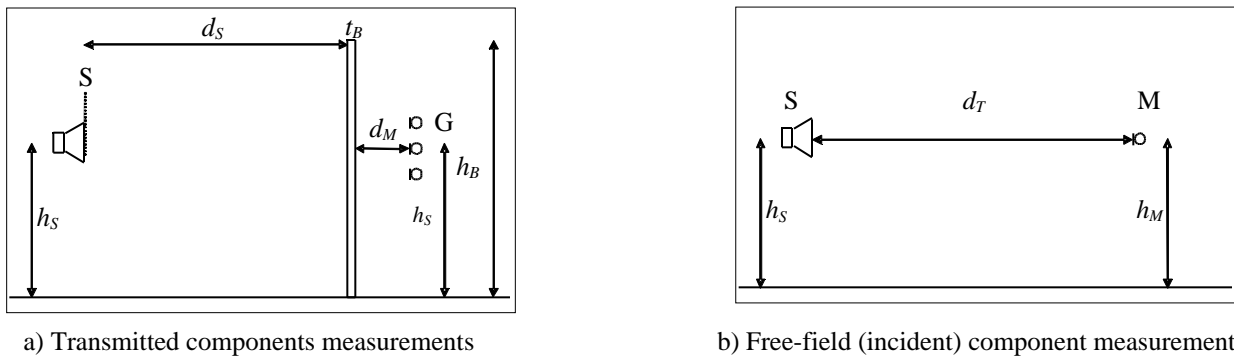 d_S
t_B
S
d_M
G
h_B
h_S
h_S
a) Transmitted components measurements
S
d_T
M
h_S
h_M
b) Free-field (incident) component measurement